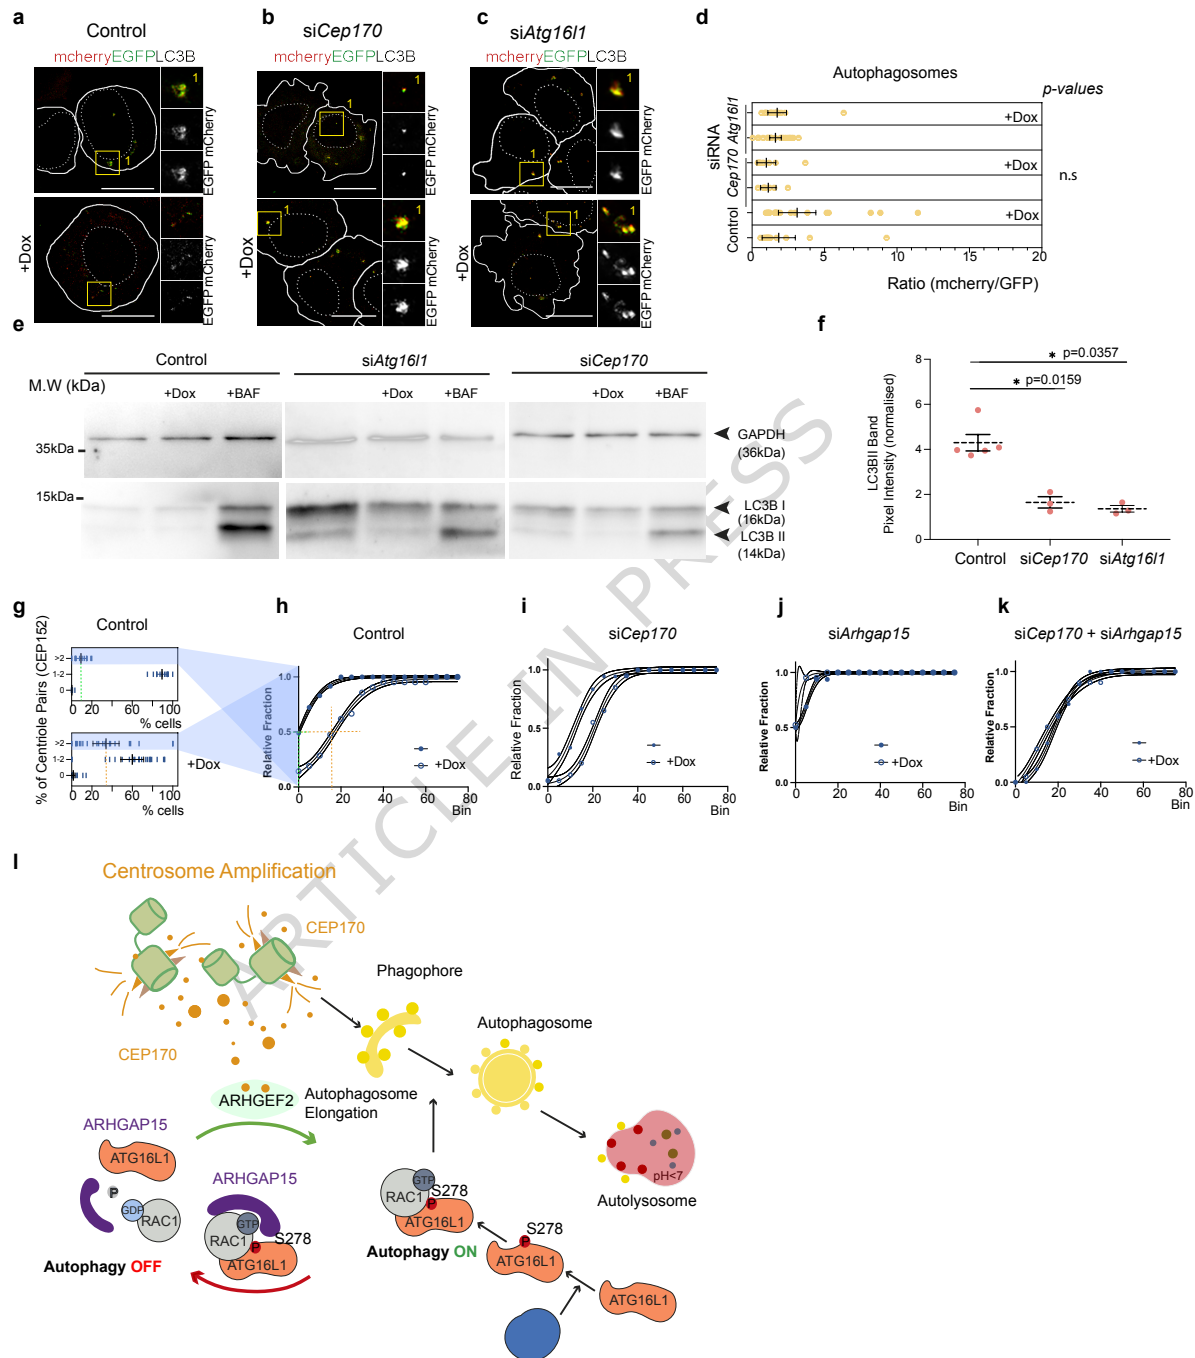 a
Control
mcherryEGFPLC3B
1
1
EGFP mCherry
+Dox
EGFP mCherry
b
siCep170
mcherryEGFPLC3B
1
1
EGFP mCherry
+Dox
1
1
EGFP mCherry
c
siAtg16l1
mcherryEGFPLC3B
1
1
EGFP mCherry
+Dox
1
1
EGFP mCherry
d
Autophagosomes
p-values
siRNA
Atg16l1
Cep170
Control
+Dox
+Dox
+Dox
n.s
0 5 10 15 20
Ratio (mcherry/GFP)
e
Control siAtg16l1 siCep170
M.W (kDa)
+Dox +BAF +Dox +BAF +Dox +BAF
35kDa
GAPDH
(36kDa)
15kDa
LC3B I
(16kDa)
LC3B II
(14kDa)
f
* p=0.0357
* p=0.0159
LC3BII Band
Pixel Intensity (normalised)
8
6
4
2
0
Control siCep170 siAtg16l1
g
Control
% of Centriole Pairs (CEP152)
>2
1-2
0
0 20 60 100
% cells
>2
1-2
0
+Dox
0 20 60 100
% cells
h
Control
Relative Fraction
1.0
0.5
0.0
+Dox
0 20 40 60 80
Bin
i
siCep170
Relative Fraction
1.0
0.5
0.0
+Dox
0 20 40 60 80
Bin
j
siArhgap15
Relative Fraction
1.0
0.5
0.0
+Dox
0 20 40 60 80
Bin
k
siCep170 + siArhgap15
Relative Fraction
1.0
0.5
0.0
+Dox
0 20 40 60 80
Bin
ARTICLE IN PRESS
l
Centrosome Amplification
CEP170
CEP170
Phagophore
Autophagosome
ARHGEF2
Autophagosome
Elongation
ARHGAP15
ATG16L1
P
GDP
RAC1
Autophagy OFF
ARHGAP15
GTP
RAC1
S278
P
ATG16L1
GTP
RAC1
S278
P
ATG16L1
Autophagy ON
S278
P
ATG16L1
ATG16L1
pH<7
Autolysosome